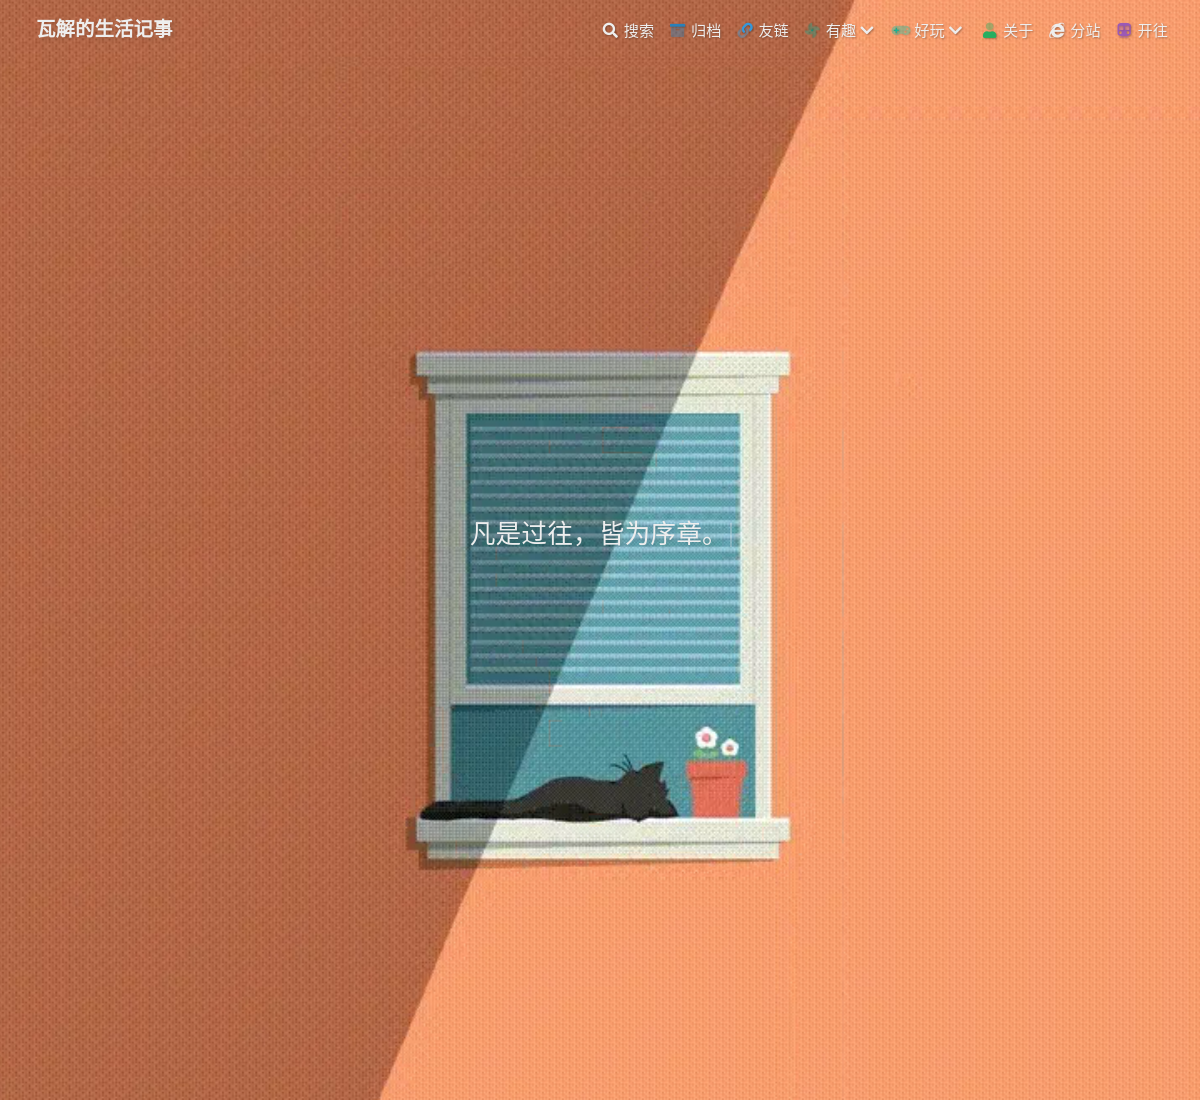 瓦解的生活记事
搜索 归档 友链 有趣 好玩 关于 分站 开往
凡是过往，皆为序章。